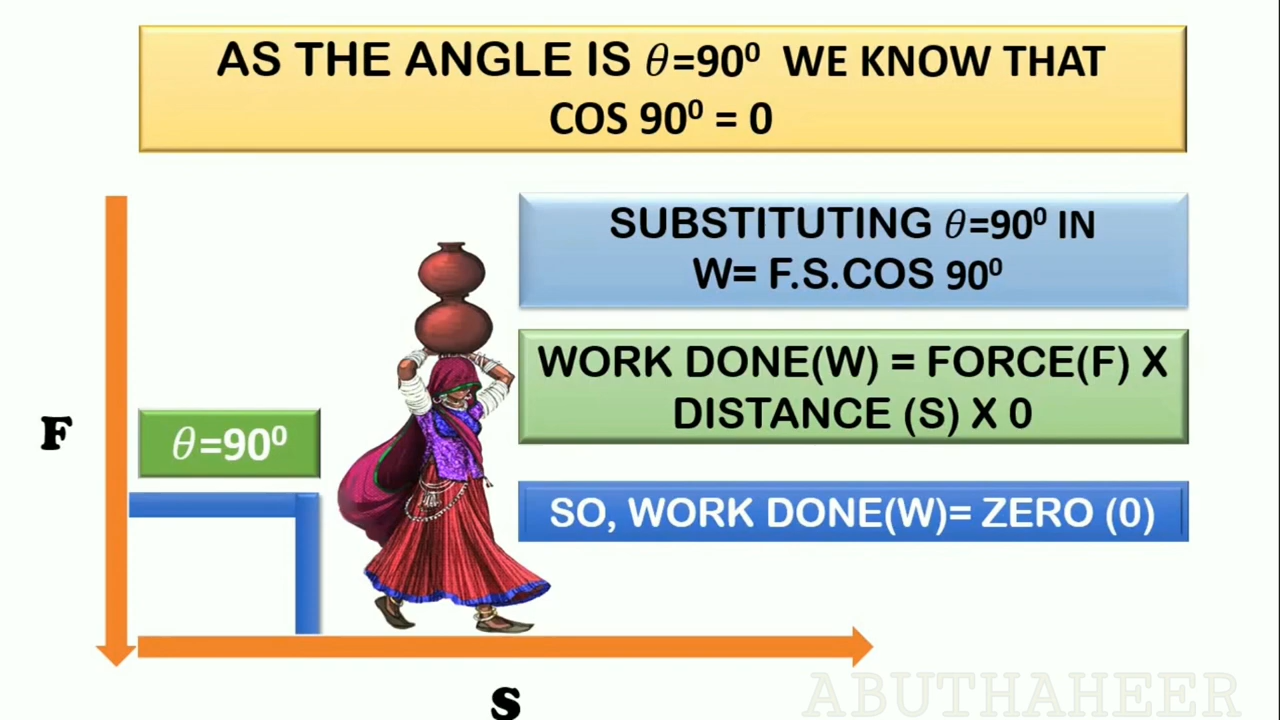 AS THE ANGLE IS θ=90⁰ WE KNOW THAT
COS 90⁰ = 0
SUBSTITUTING θ=90⁰ IN
W= F.S.COS 90⁰
WORK DONE(W) = FORCE(F) X
DISTANCE (S) X 0
F
θ=90⁰
SO, WORK DONE(W)= ZERO (0)
S
ABUTHAHEER